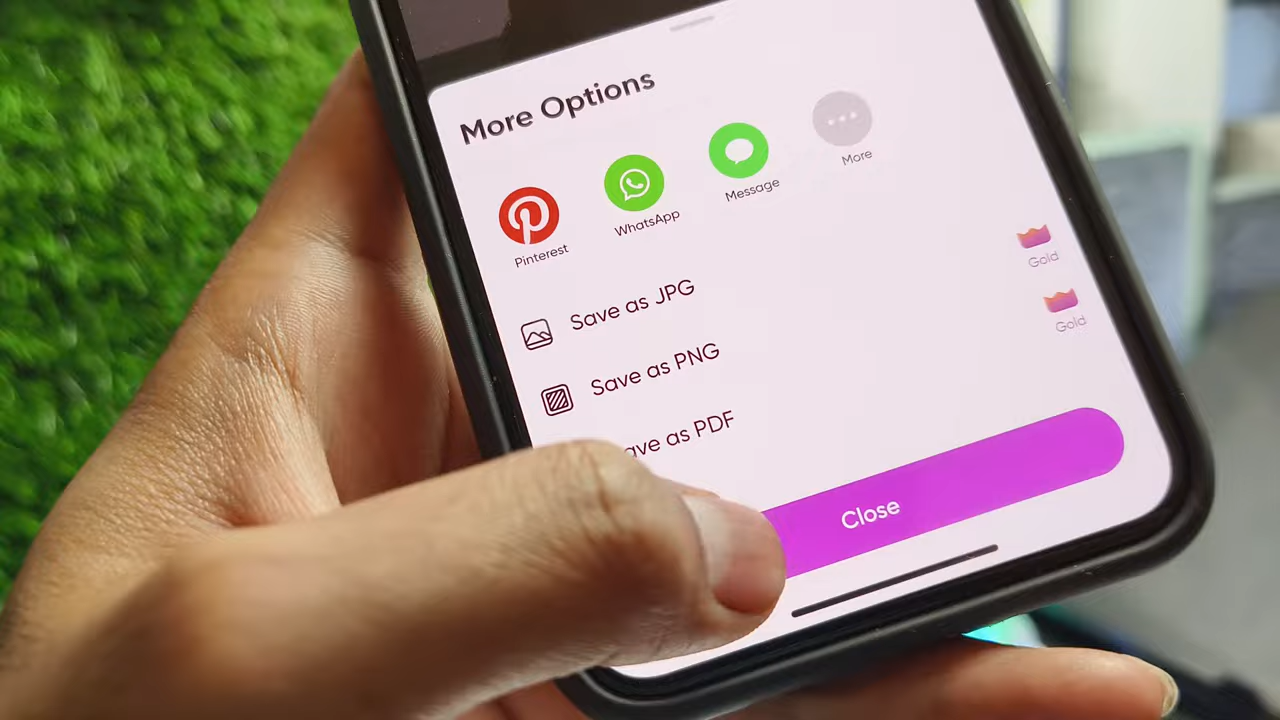 More Options
Pinterest
WhatsApp
Message
More
Save as JPG
Gold
Save as PNG
Gold
ave as PDF
Close